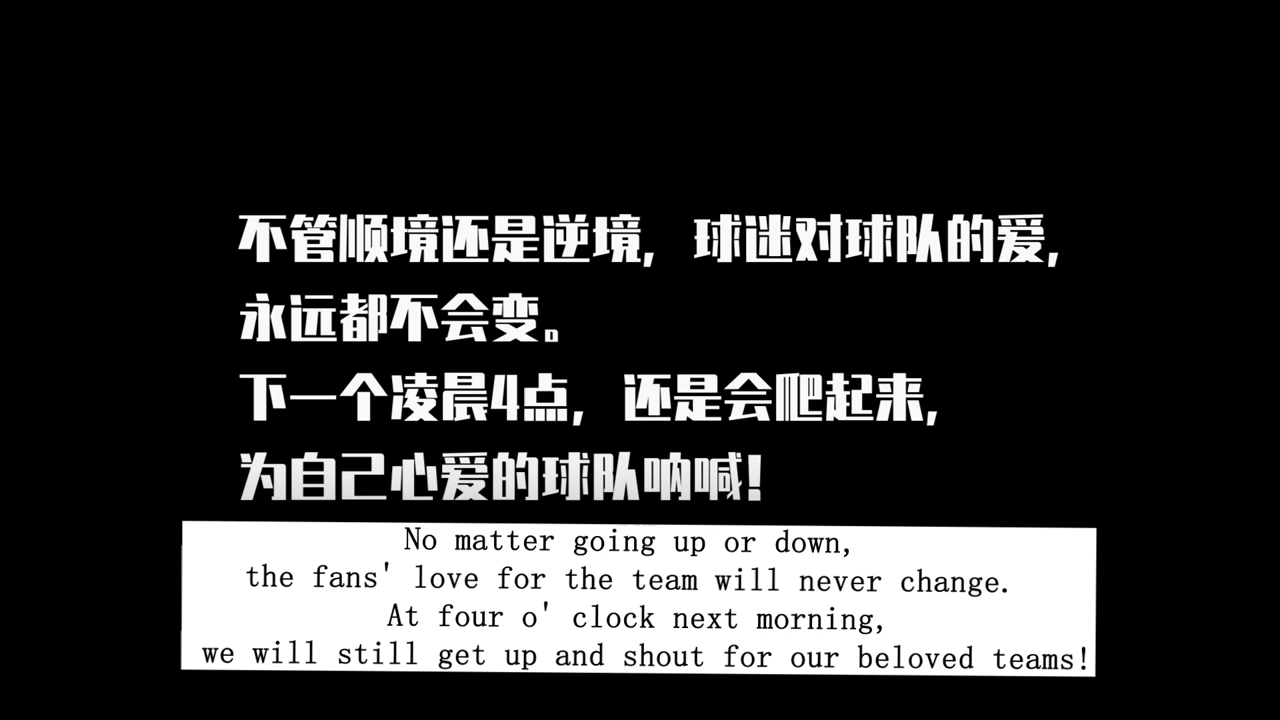 不管顺境还是逆境，球迷对球队的爱，
永远都不会变。
下一个凌晨4点，还是会爬起来，
为自己心爱的球队呐喊！
No matter going up or down,
the fans' love for the team will never change.
At four o' clock next morning,
we will still get up and shout for our beloved teams!